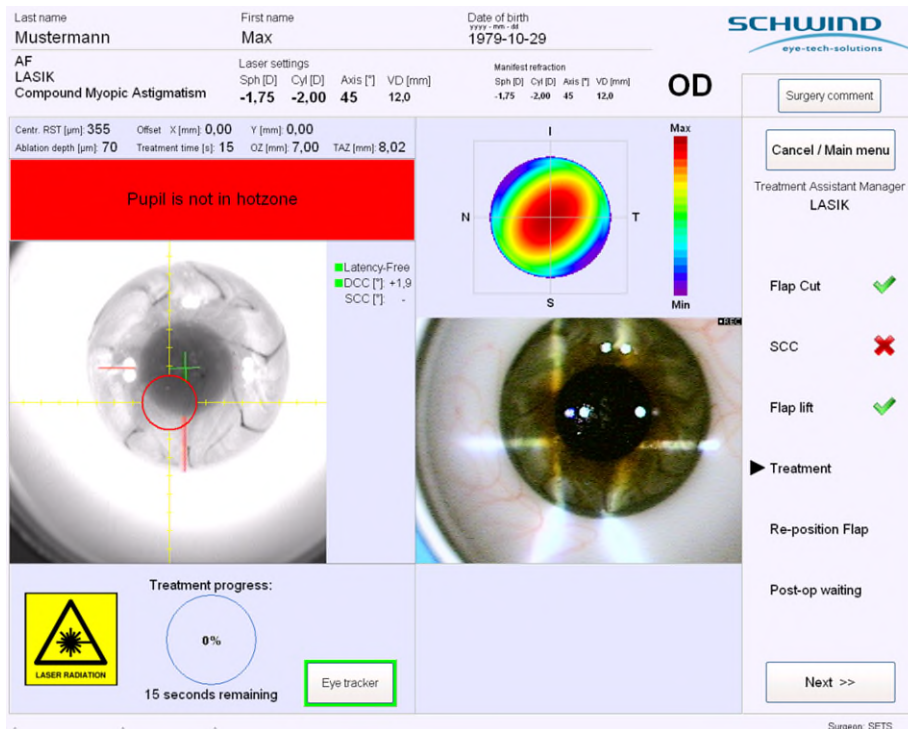 Last name First name Date of birth
yyyy - mm - dd
Mustermann Max 1979-10-29
SCHWIND
eye-tech-solutions
AF Laser settings Manifest refraction
LASIK Sph [D] Cyl [D] Axis [°] VD [mm] Sph [D] Cyl [D] Axis [°] VD [mm]
Compound Myopic Astigmatism -1,75 -2,00 45 12,0 -1,75 -2,00 45 12,0
OD
Surgery comment
Centr. RST [µm]: 355 Offset X [mm]: 0,00 Y [mm]: 0,00
Ablation depth [µm]: 70 Treatment time [s]: 15 OZ [mm]: 7,00 TAZ [mm]: 8,02
Pupil is not in hotzone
Latency-Free
DCC [°]: +1,9
SCC [°]: -
I
N T
S
Max
Min
REC
Cancel / Main menu
Treatment Assistant Manager
LASIK
Flap Cut
SCC
Flap lift
Treatment
Re-position Flap
Post-op waiting
Treatment progress:
0%
15 seconds remaining
LASER RADIATION
Eye tracker
Next >>
Surgeon: SETS